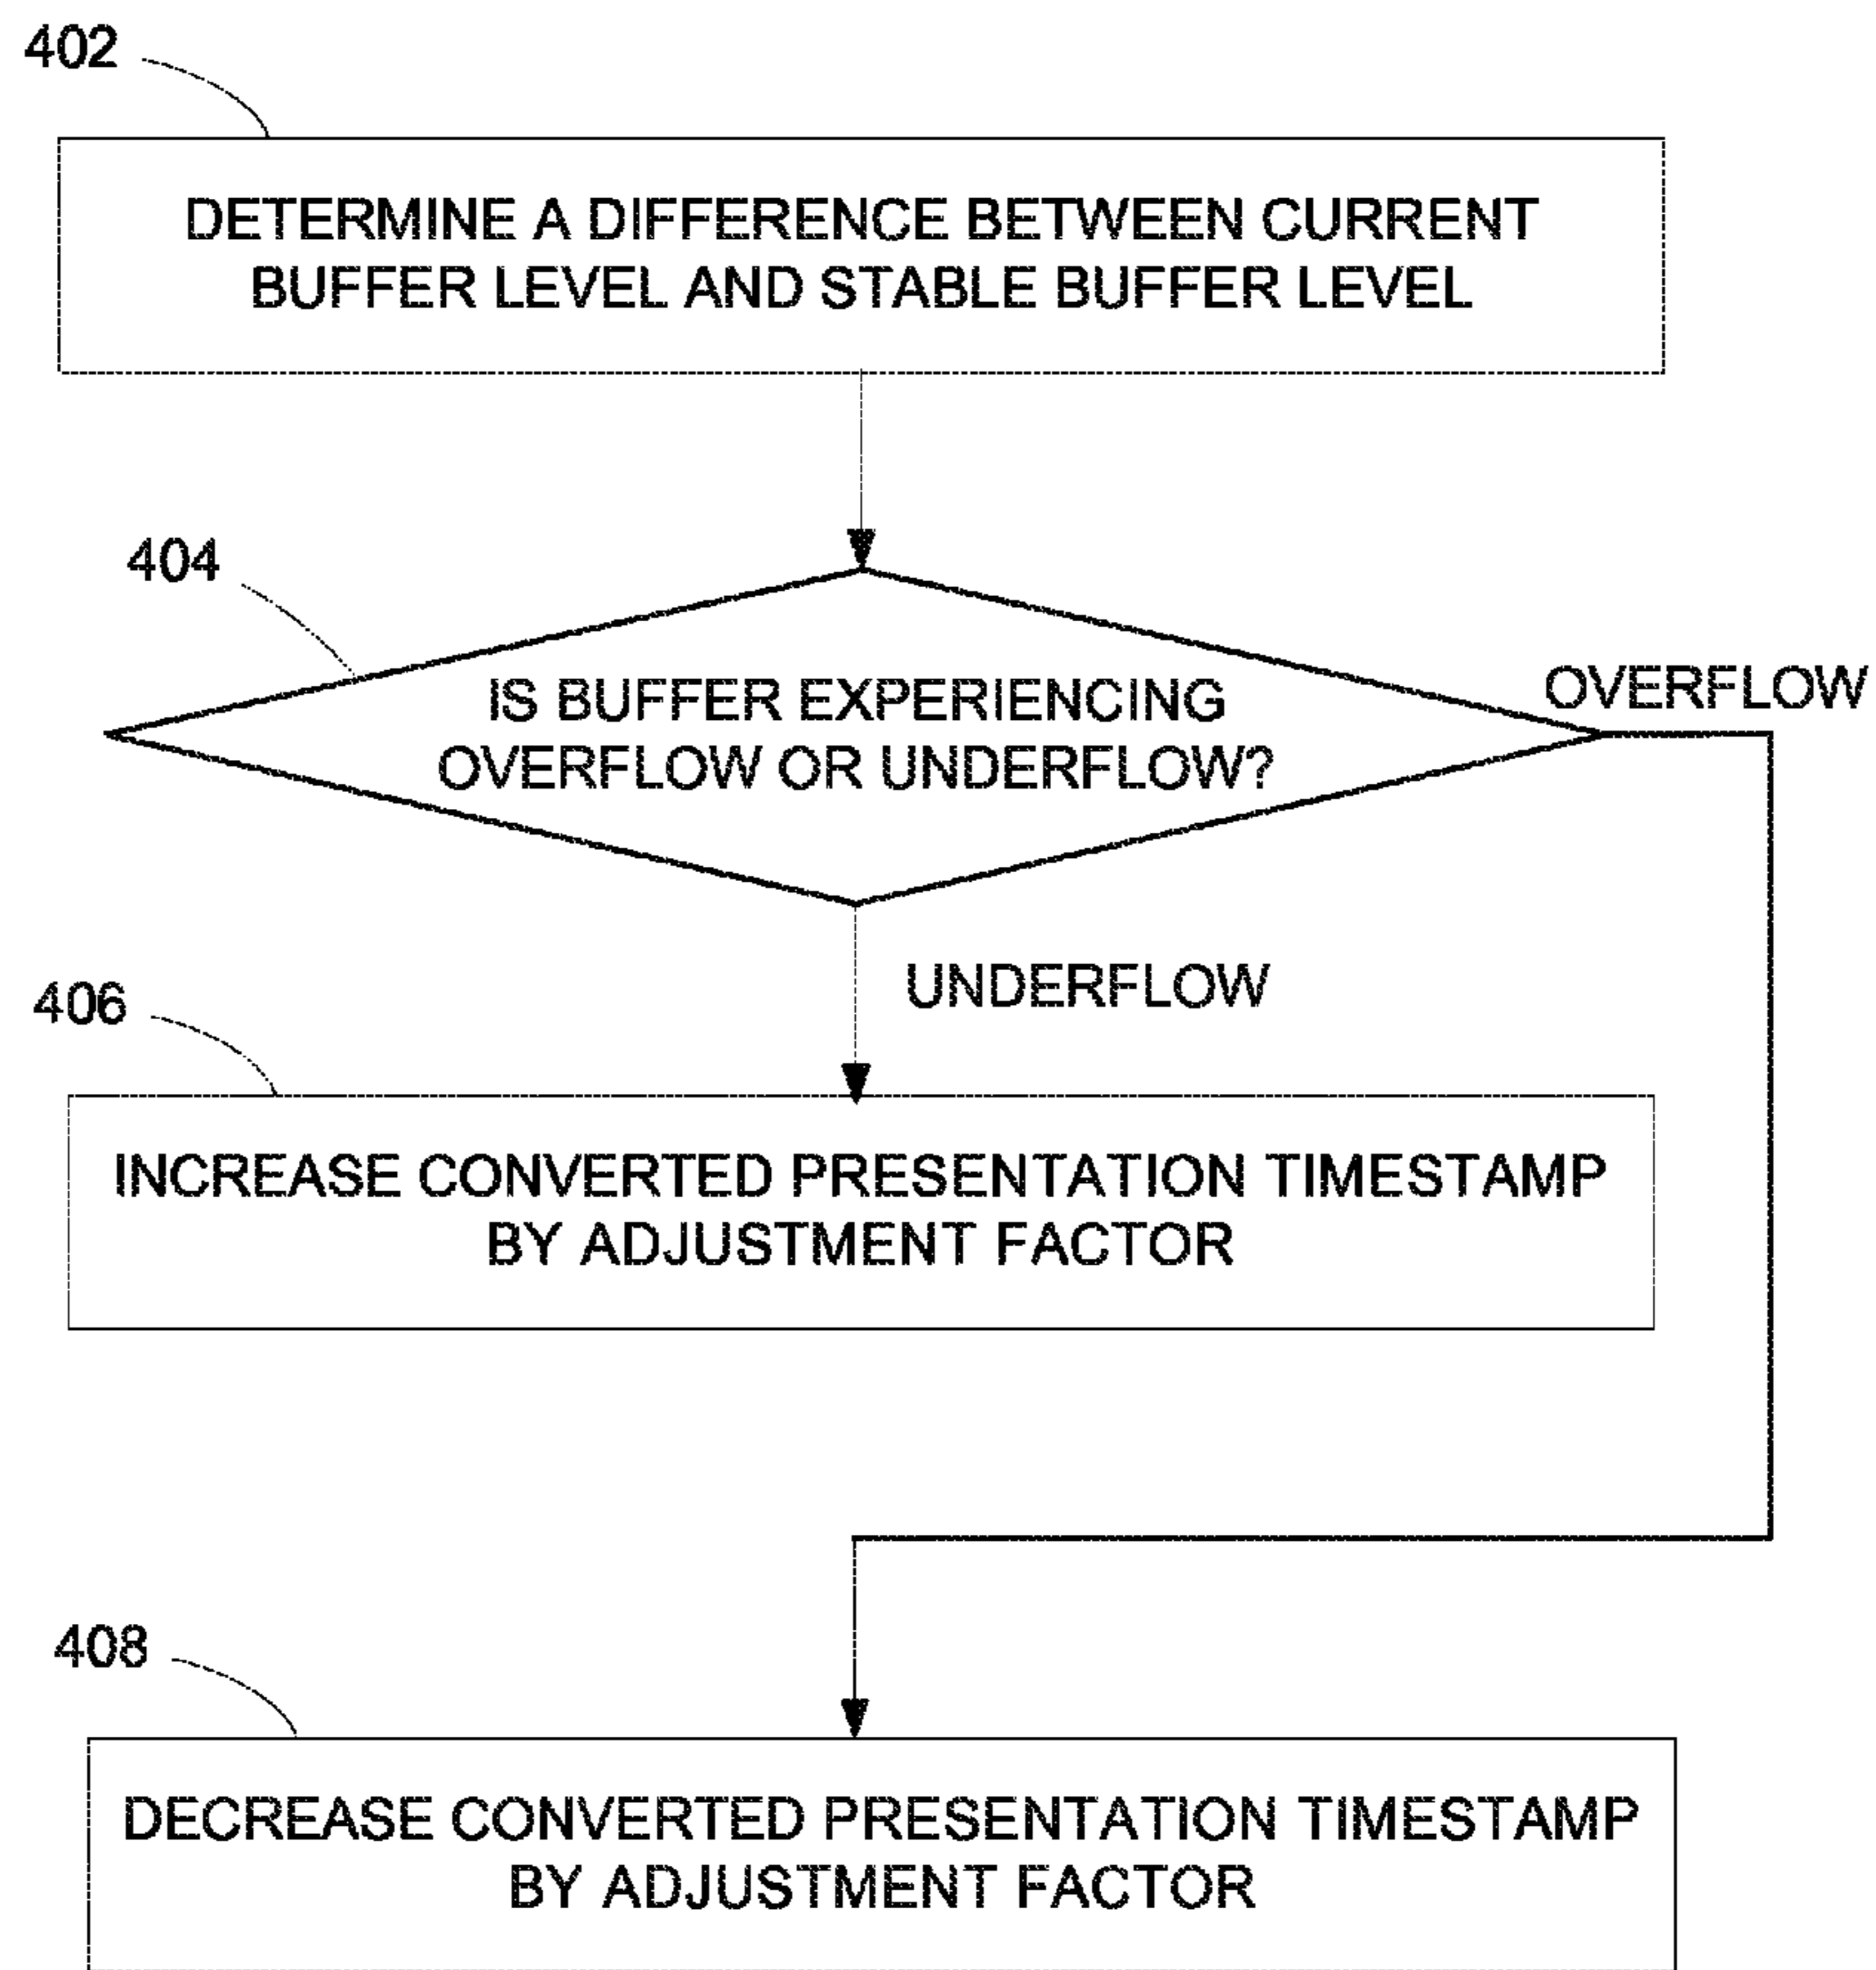 402
DETERMINE A DIFFERENCE BETWEEN CURRENT
BUFFER LEVEL AND STABLE BUFFER LEVEL
404
IS BUFFER EXPERIENCING
OVERFLOW OR UNDERFLOW?
OVERFLOW
UNDERFLOW
406
INCREASE CONVERTED PRESENTATION TIMESTAMP
BY ADJUSTMENT FACTOR
408
DECREASE CONVERTED PRESENTATION TIMESTAMP
BY ADJUSTMENT FACTOR